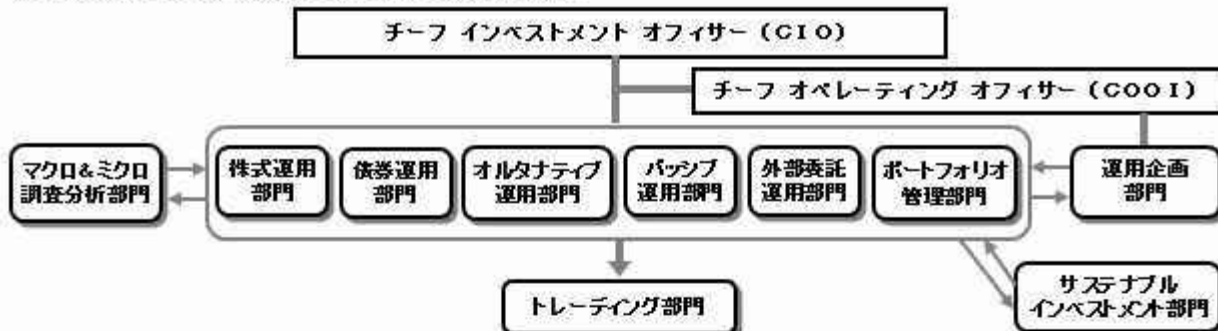 チーフ インベストメント オフィサー（CIO）
チーフ オペレーティング オフィサー（COOI）
マクロ&ミクロ
調査分析部門
株式運用
部門
債券運用
部門
オルタナティブ
運用部門
パッシブ
運用部門
外部委託
運用部門
ポートフォリオ
管理部門
運用企画
部門
トレーディング部門
サステナブル
インベストメント部門